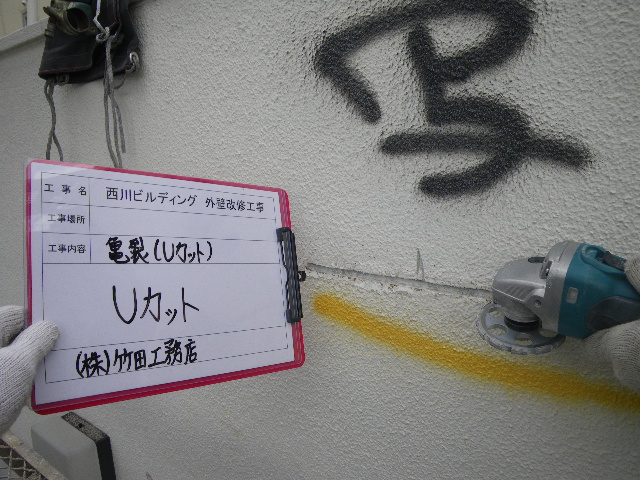 写
工事名 西川ビルディング 外壁改修工事
工事場所
工事内容 亀裂(Uカット)
Uカット
(株)竹田工務店